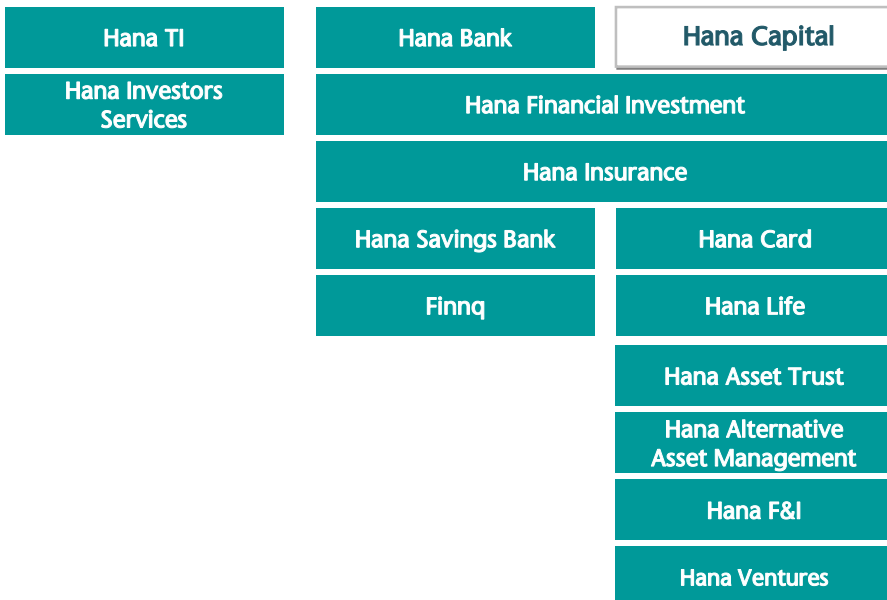 Hana TI
Hana Bank
Hana Capital
Hana Investors
Services
Hana Financial Investment
Hana Insurance
Hana Savings Bank
Hana Card
Finnq
Hana Life
Hana Asset Trust
Hana Alternative
Asset Management
Hana F&I
Hana Ventures